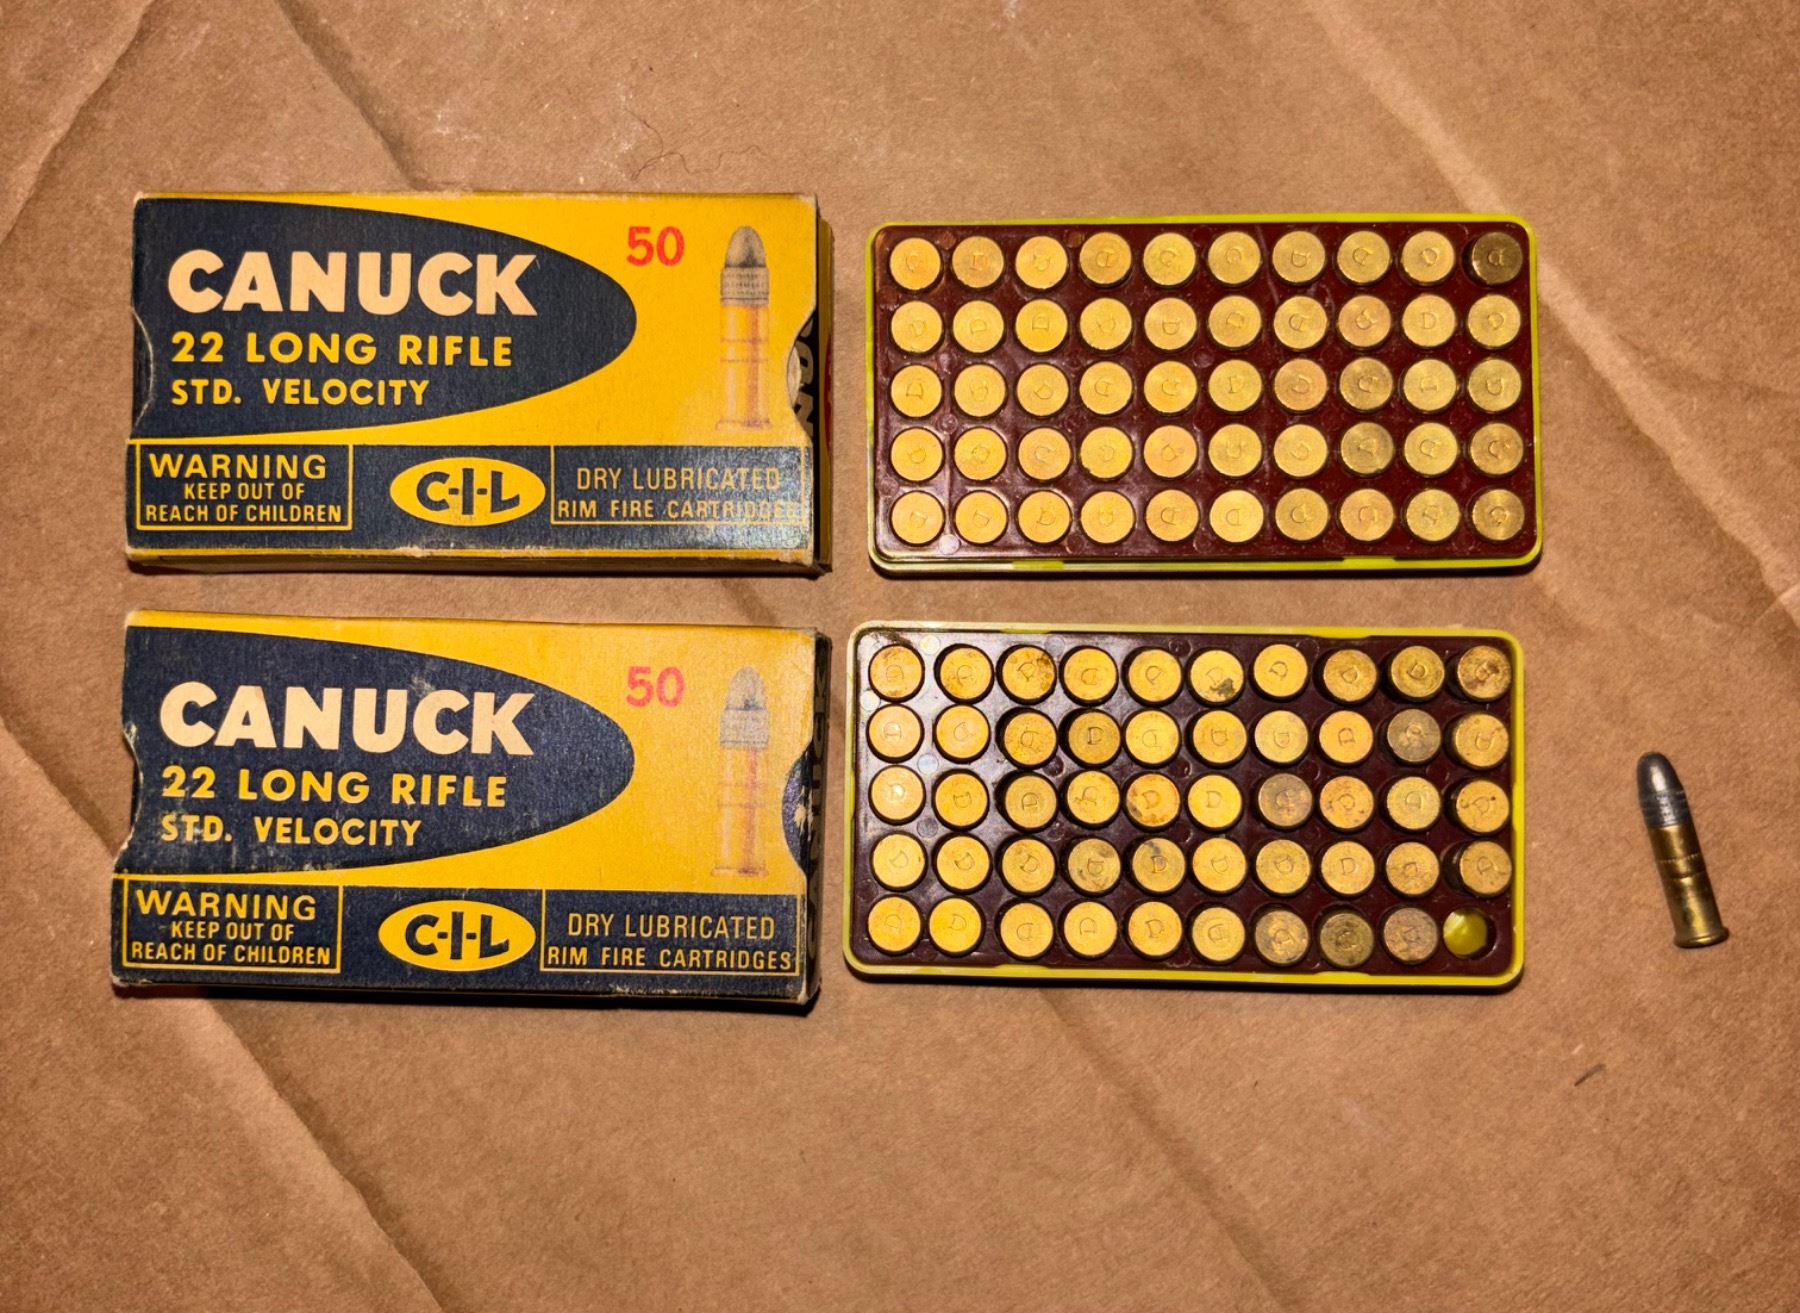 CANUCK
22 LONG RIFLE
STD. VELOCITY
50
WARNING
KEEP OUT OF
REACH OF CHILDREN
C-I-L
DRY LUBRICATED
RIM FIRE CARTRIDGES
CANUCK
22 LONG RIFLE
STD. VELOCITY
50
WARNING
KEEP OUT OF
REACH OF CHILDREN
C-I-L
DRY LUBRICATED
RIM FIRE CARTRIDGES